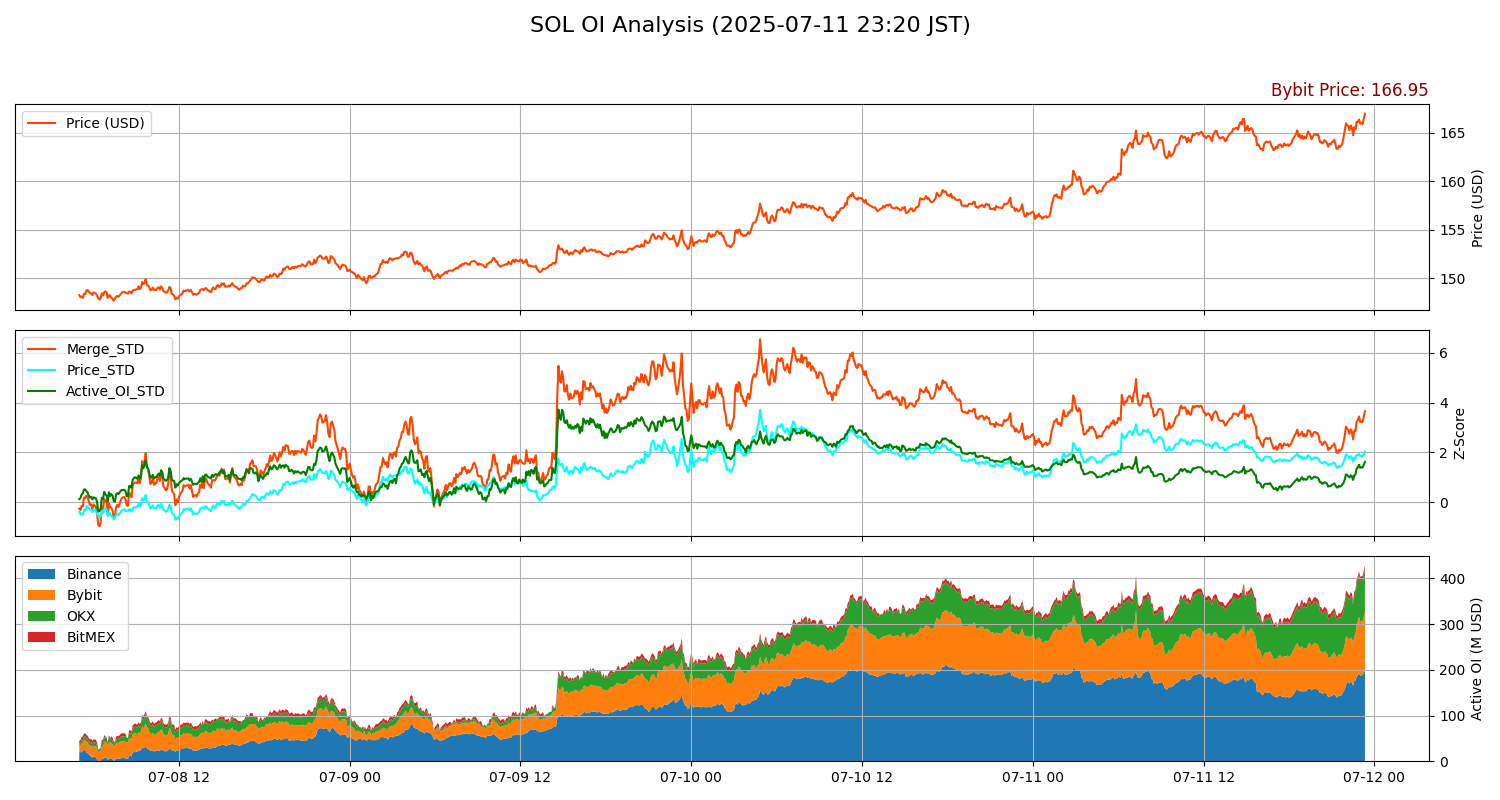 SOL OI Analysis (2025-07-11 23:20 JST)
Bybit Price: 166.95
Price (USD)
165
160
155
150
Price (USD)
Merge_STD
Price_STD
Active_OI_STD
6
4
2
0
Z-Score
Binance
Bybit
OKX
BitMEX
400
300
200
100
0
Active OI (M USD)
07-08 12
07-09 00
07-09 12
07-10 00
07-10 12
07-11 00
07-11 12
07-12 00